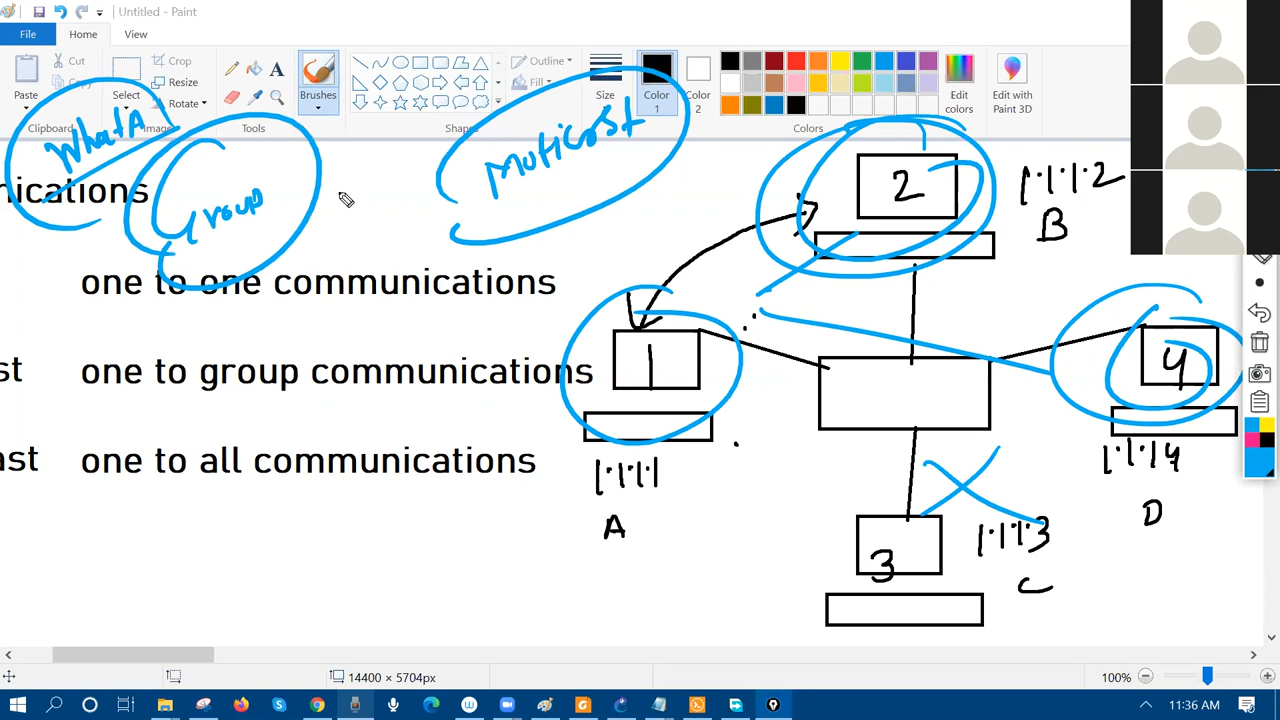 Untitled - Paint
File
Home
View
Paste
Cut
Copy
Clipboard
Select
Crop
Resize
Rotate
Image
Tools
Brushes
Shapes
Outline
Fill
Size
Color 1
Color 2
Colors
Edit colors
Edit with Paint 3D
WhatA
Group
MutiCast
nications
one to one communications
st
one to group communications
ast
one to all communications
2
1.1.1.2
B
1
1.1.1.1
A
4
1.1.1.4
D
3
1.1.1.3
C
14400 × 5704px
100%
11:36 AM